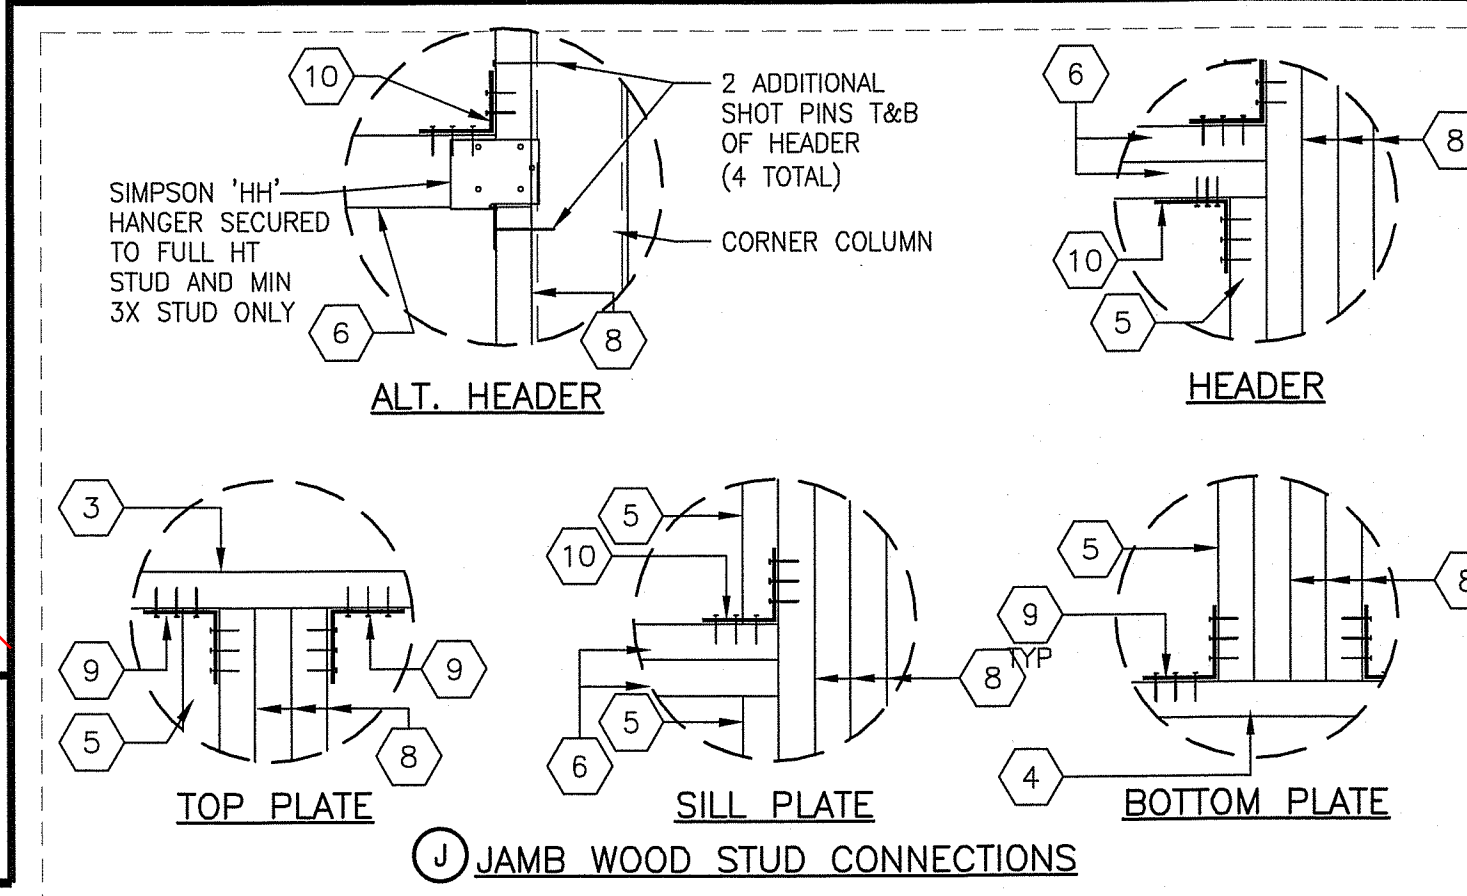 10
2 ADDITIONAL
SHOT PINS T&B
OF HEADER
(4 TOTAL)
SIMPSON 'HH'
HANGER SECURED
TO FULL HT
STUD AND MIN
3X STUD ONLY
CORNER COLUMN
6
8
ALT. HEADER
6
8
10
5
HEADER
3
9
9
5
8
TOP PLATE
5
10
8
5
6
SILL PLATE
5
8
9
TYP
4
BOTTOM PLATE
J JAMB WOOD STUD CONNECTIONS